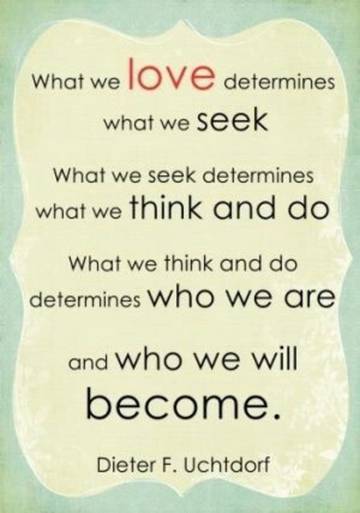 What we love determines
what we seek
What we seek determines
what we think and do
What we think and do
determines who we are
and who we will
become.
Dieter F. Uchtdorf